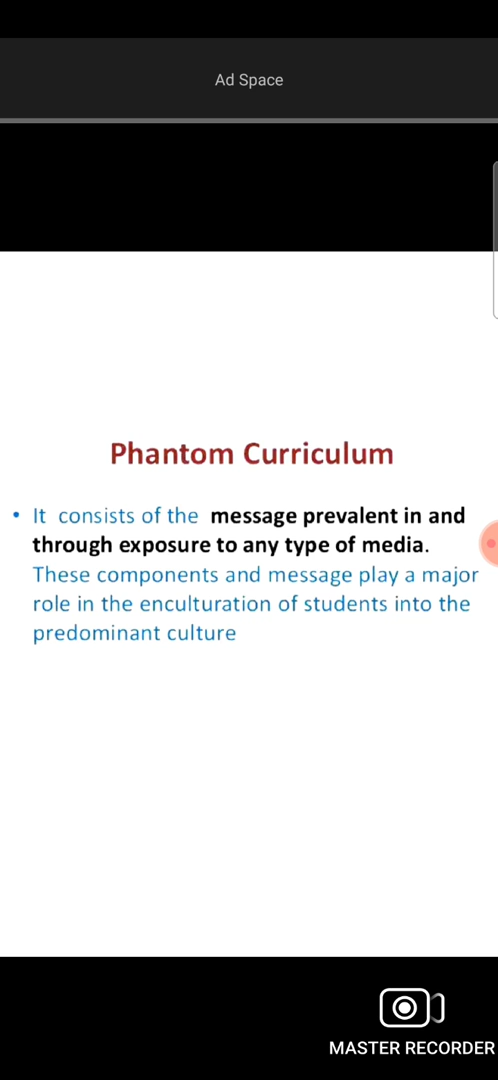 Ad Space
Phantom Curriculum
• It consists of the message prevalent in and
through exposure to any type of media.
These components and message play a major
role in the enculturation of students into the
predominant culture
MASTER RECORDER